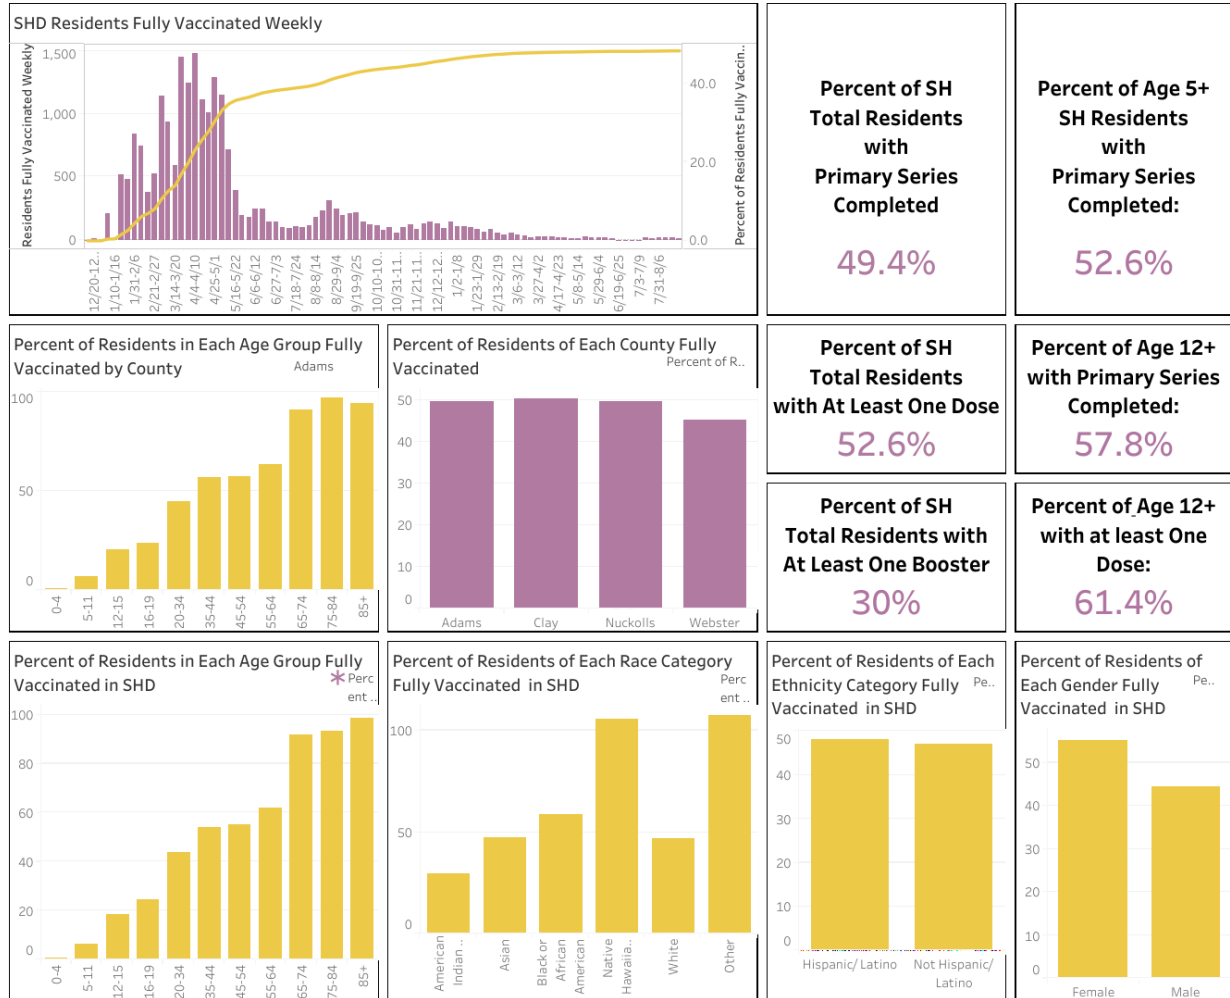 SHD Residents Fully Vaccinated Weekly
Residents Fully Vaccinated Weekly
1,500
1,000
500
0
40.0
20.0
0.0
Percent of Residents Fully Vaccin..
12/20-12..
1/10-1/16
1/31-2/6
2/21-2/27
3/14-3/20
4/4-4/10
4/25-5/1
5/16-5/22
6/6-6/12
6/27-7/3
7/18-7/24
8/8-8/14
8/29-9/4
9/19-9/25
10/10-10..
10/31-11..
11/21-11..
12/12-12..
1/2-1/8
1/23-1/29
2/13-2/19
3/6-3/12
3/27-4/2
4/17-4/23
5/8-5/14
5/29-6/4
6/19-6/25
7/3-7/9
7/31-8/6
Percent of SH
Total Residents
with
Primary Series
Completed
49.4%
Percent of Age 5+
SH Residents
with
Primary Series
Completed:
52.6%
Percent of Residents in Each Age Group Fully
Vaccinated by County
Adams
100
50
0
0-4
5-11
12-15
16-19
20-34
35-44
45-54
55-64
65-74
75-84
85+
Percent of Residents of Each County Fully
Vaccinated
Percent of R..
50
40
30
20
10
0
Adams
Clay
Nuckolls
Webster
Percent of SH
Total Residents
with At Least One Dose
52.6%
Percent of Age 12+
with Primary Series
Completed:
57.8%
Percent of SH
Total Residents with
At Least One Booster
30%
Percent of Age 12+
with at least One
Dose:
61.4%
Percent of Residents in Each Age Group Fully
Vaccinated in SHD
*
Perc
ent ..
100
80
60
40
20
0
0-4
5-11
12-15
16-19
20-34
35-44
45-54
55-64
65-74
75-84
85+
Percent of Residents of Each Race Category
Fully Vaccinated in SHD
Perc
ent ..
100
50
0
American
Indian ..
Asian
Black or
African
American
Native
Hawaiia..
White
Other
Percent of Residents of Each
Ethnicity Category Fully
Vaccinated in SHD
Pe..
50
40
30
20
10
0
Hispanic/ Latino
Not Hispanic/
Latino
Percent of Residents of
Each Gender Fully
Vaccinated in SHD
Pe..
50
40
30
20
10
0
Female
Male